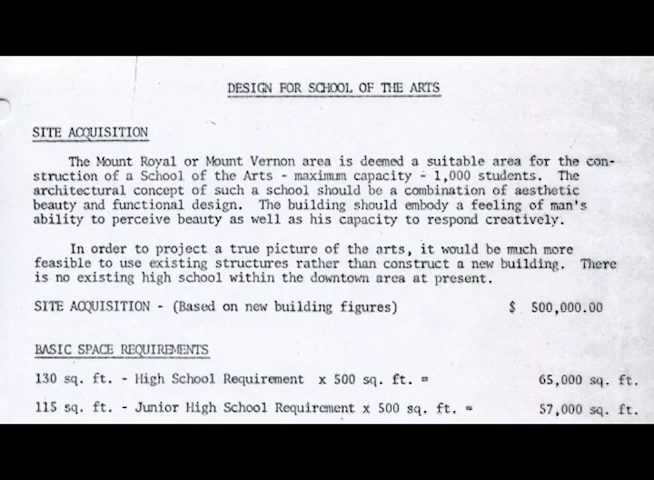 DESIGN FOR SCHOOL OF THE ARTS
SITE ACQUISITION
The Mount Royal or Mount Vernon area is deemed a suitable area for the con-
struction of a School of the Arts - maximum capacity - 1,000 students. The
architectural concept of such a school should be a combination of aesthetic
beauty and functional design. The building should embody a feeling of man's
ability to perceive beauty as well as his capacity to respond creatively.
In order to project a true picture of the arts, it would be much more
feasible to use existing structures rather than construct a new building. There
is no existing high school within the downtown area at present.
SITE ACQUISITION - (Based on new building figures) $ 500,000.00
BASIC SPACE REQUIREMENTS
130 sq. ft. - High School Requirement x 500 sq. ft. = 65,000 sq. ft.
115 sq. ft. - Junior High School Requirement x 500 sq. ft. = 57,000 sq. ft.